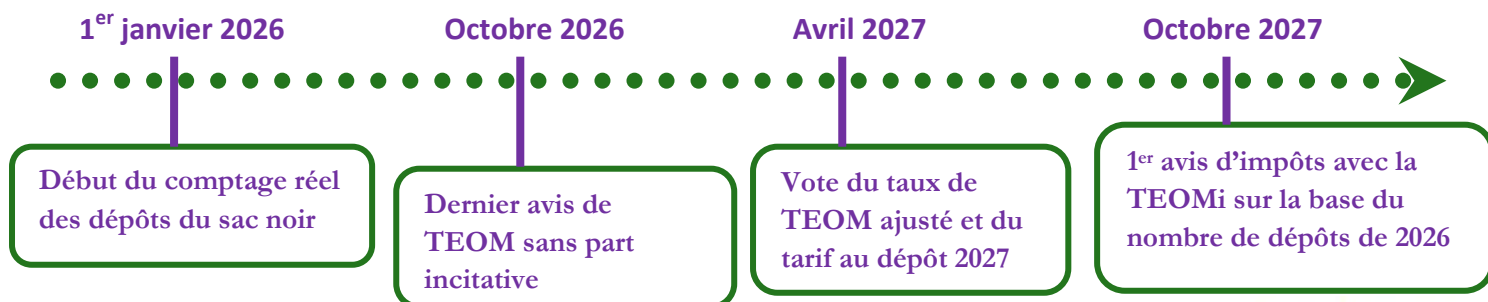 1er janvier 2026
Octobre 2026
Avril 2027
Octobre 2027
Début du comptage réel
des dépôts du sac noir
Dernier avis de
TEOM sans part
incitative
Vote du taux de
TEOM ajusté et du
tarif au dépôt 2027
1er avis d’impôts avec la
TEOMi sur la base du
nombre de dépôts de 2026